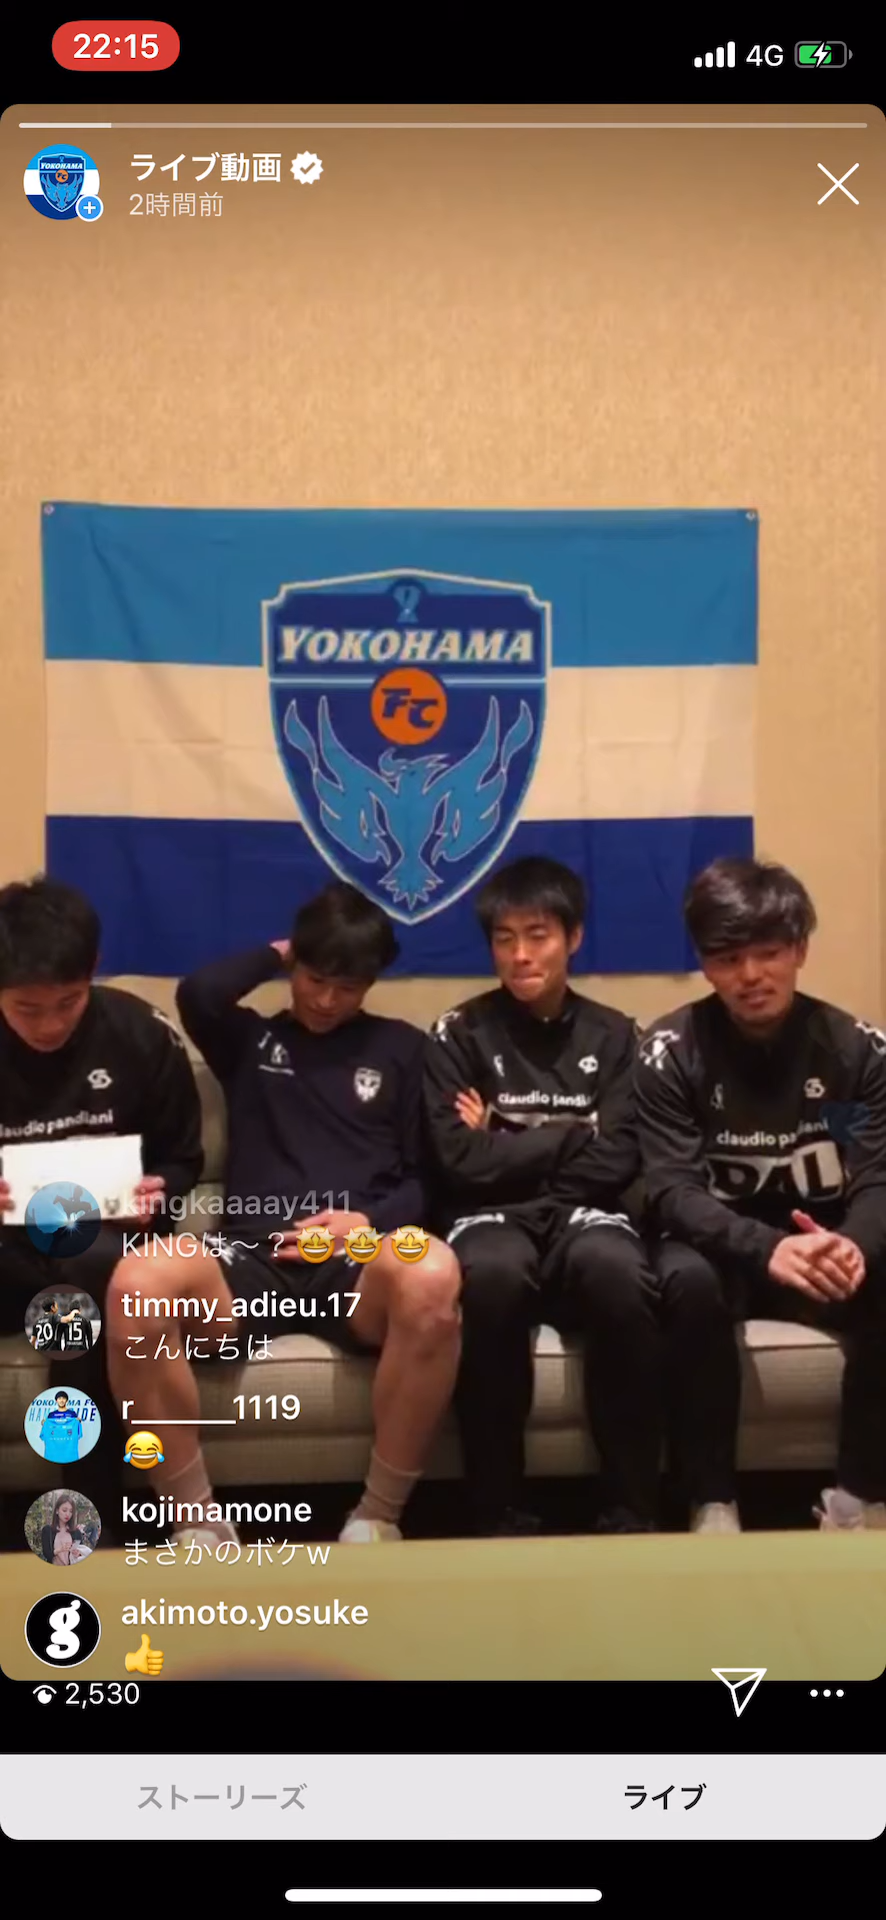 22:15
4G
ライブ動画
2時間前
YOKOHAMA
FC
claudio pandiani
kingkaaaay411
KINGは〜？🤩🤩🤩
timmy_adieu.17
こんにちは
r______1119
😂
kojimamone
まさかのボケw
akimoto.yosuke
👍
2,530
ストーリーズ
ライブ